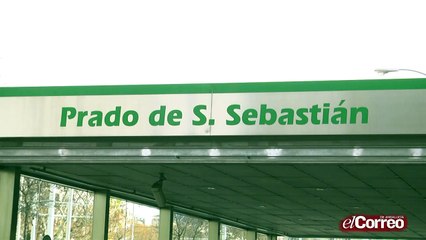 Prado de S. Sebastián
elCorreo